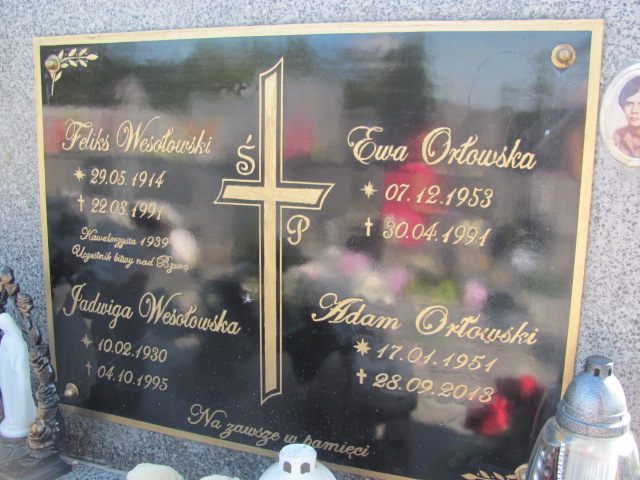 Ś
P
Feliks Wesołowski
* 29.05.1914
† 22.08.1991
Kawalerzysta 1939
Uczestnik bitwy nad Bzurą
Jadwiga Wesołowska
* 10.02.1930
† 04.10.1995
Ewa Orłowska
* 07.12.1953
† 30.04.1991
Adam Orłowski
* 17.01.1951
† 28.09.2013
Na zawsze w pamięci